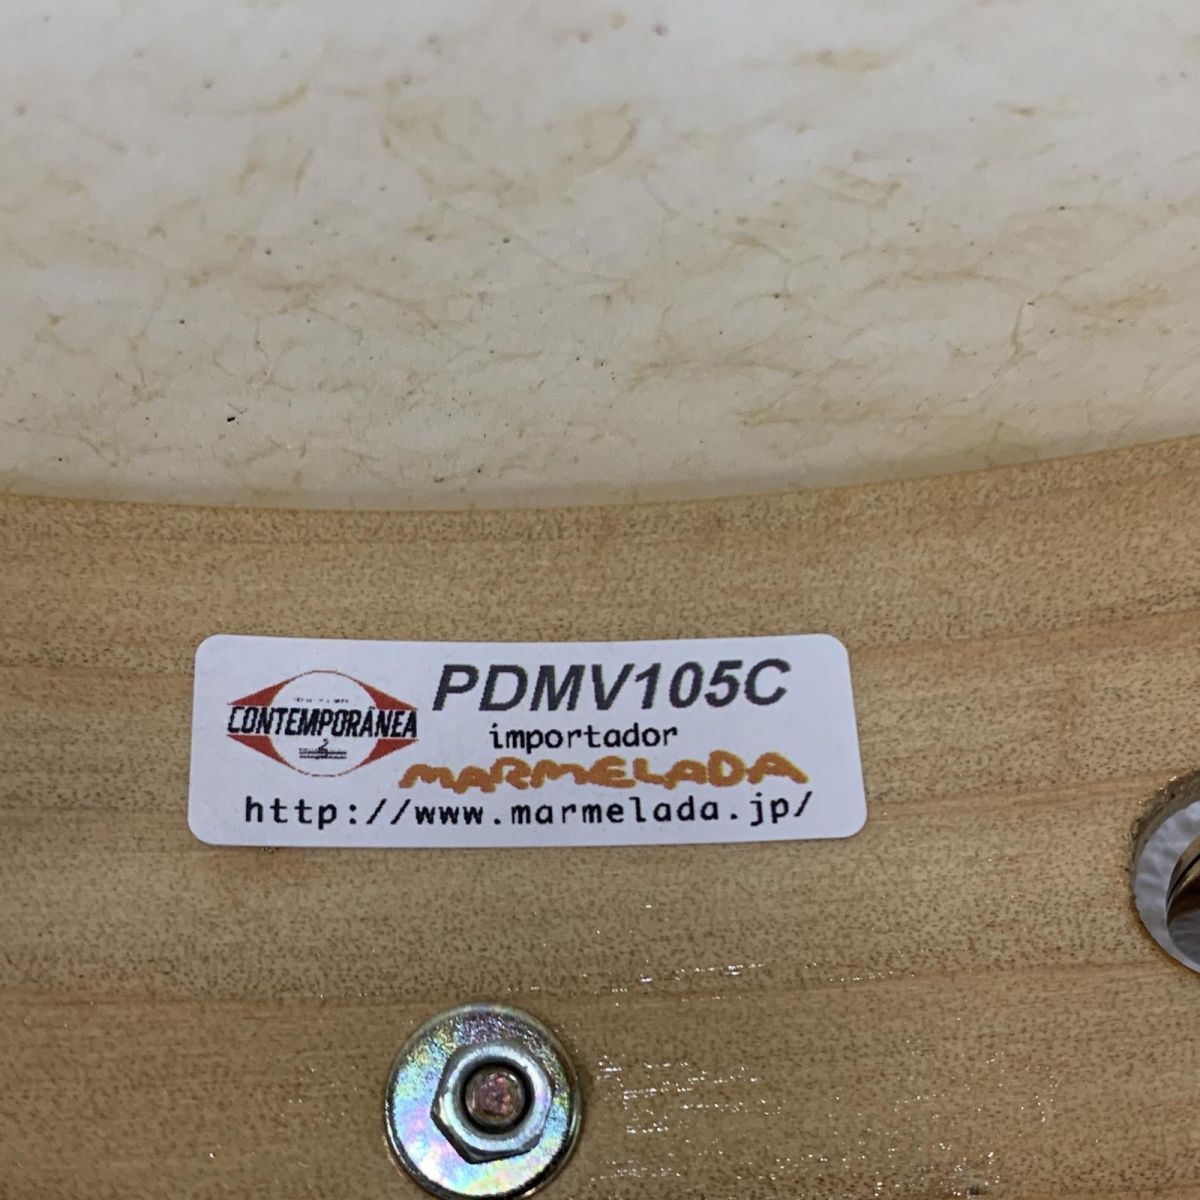 PDMV105C
CONTEMPORÂNEA
importador
MARMELADA
http://www.marmelada.jp/